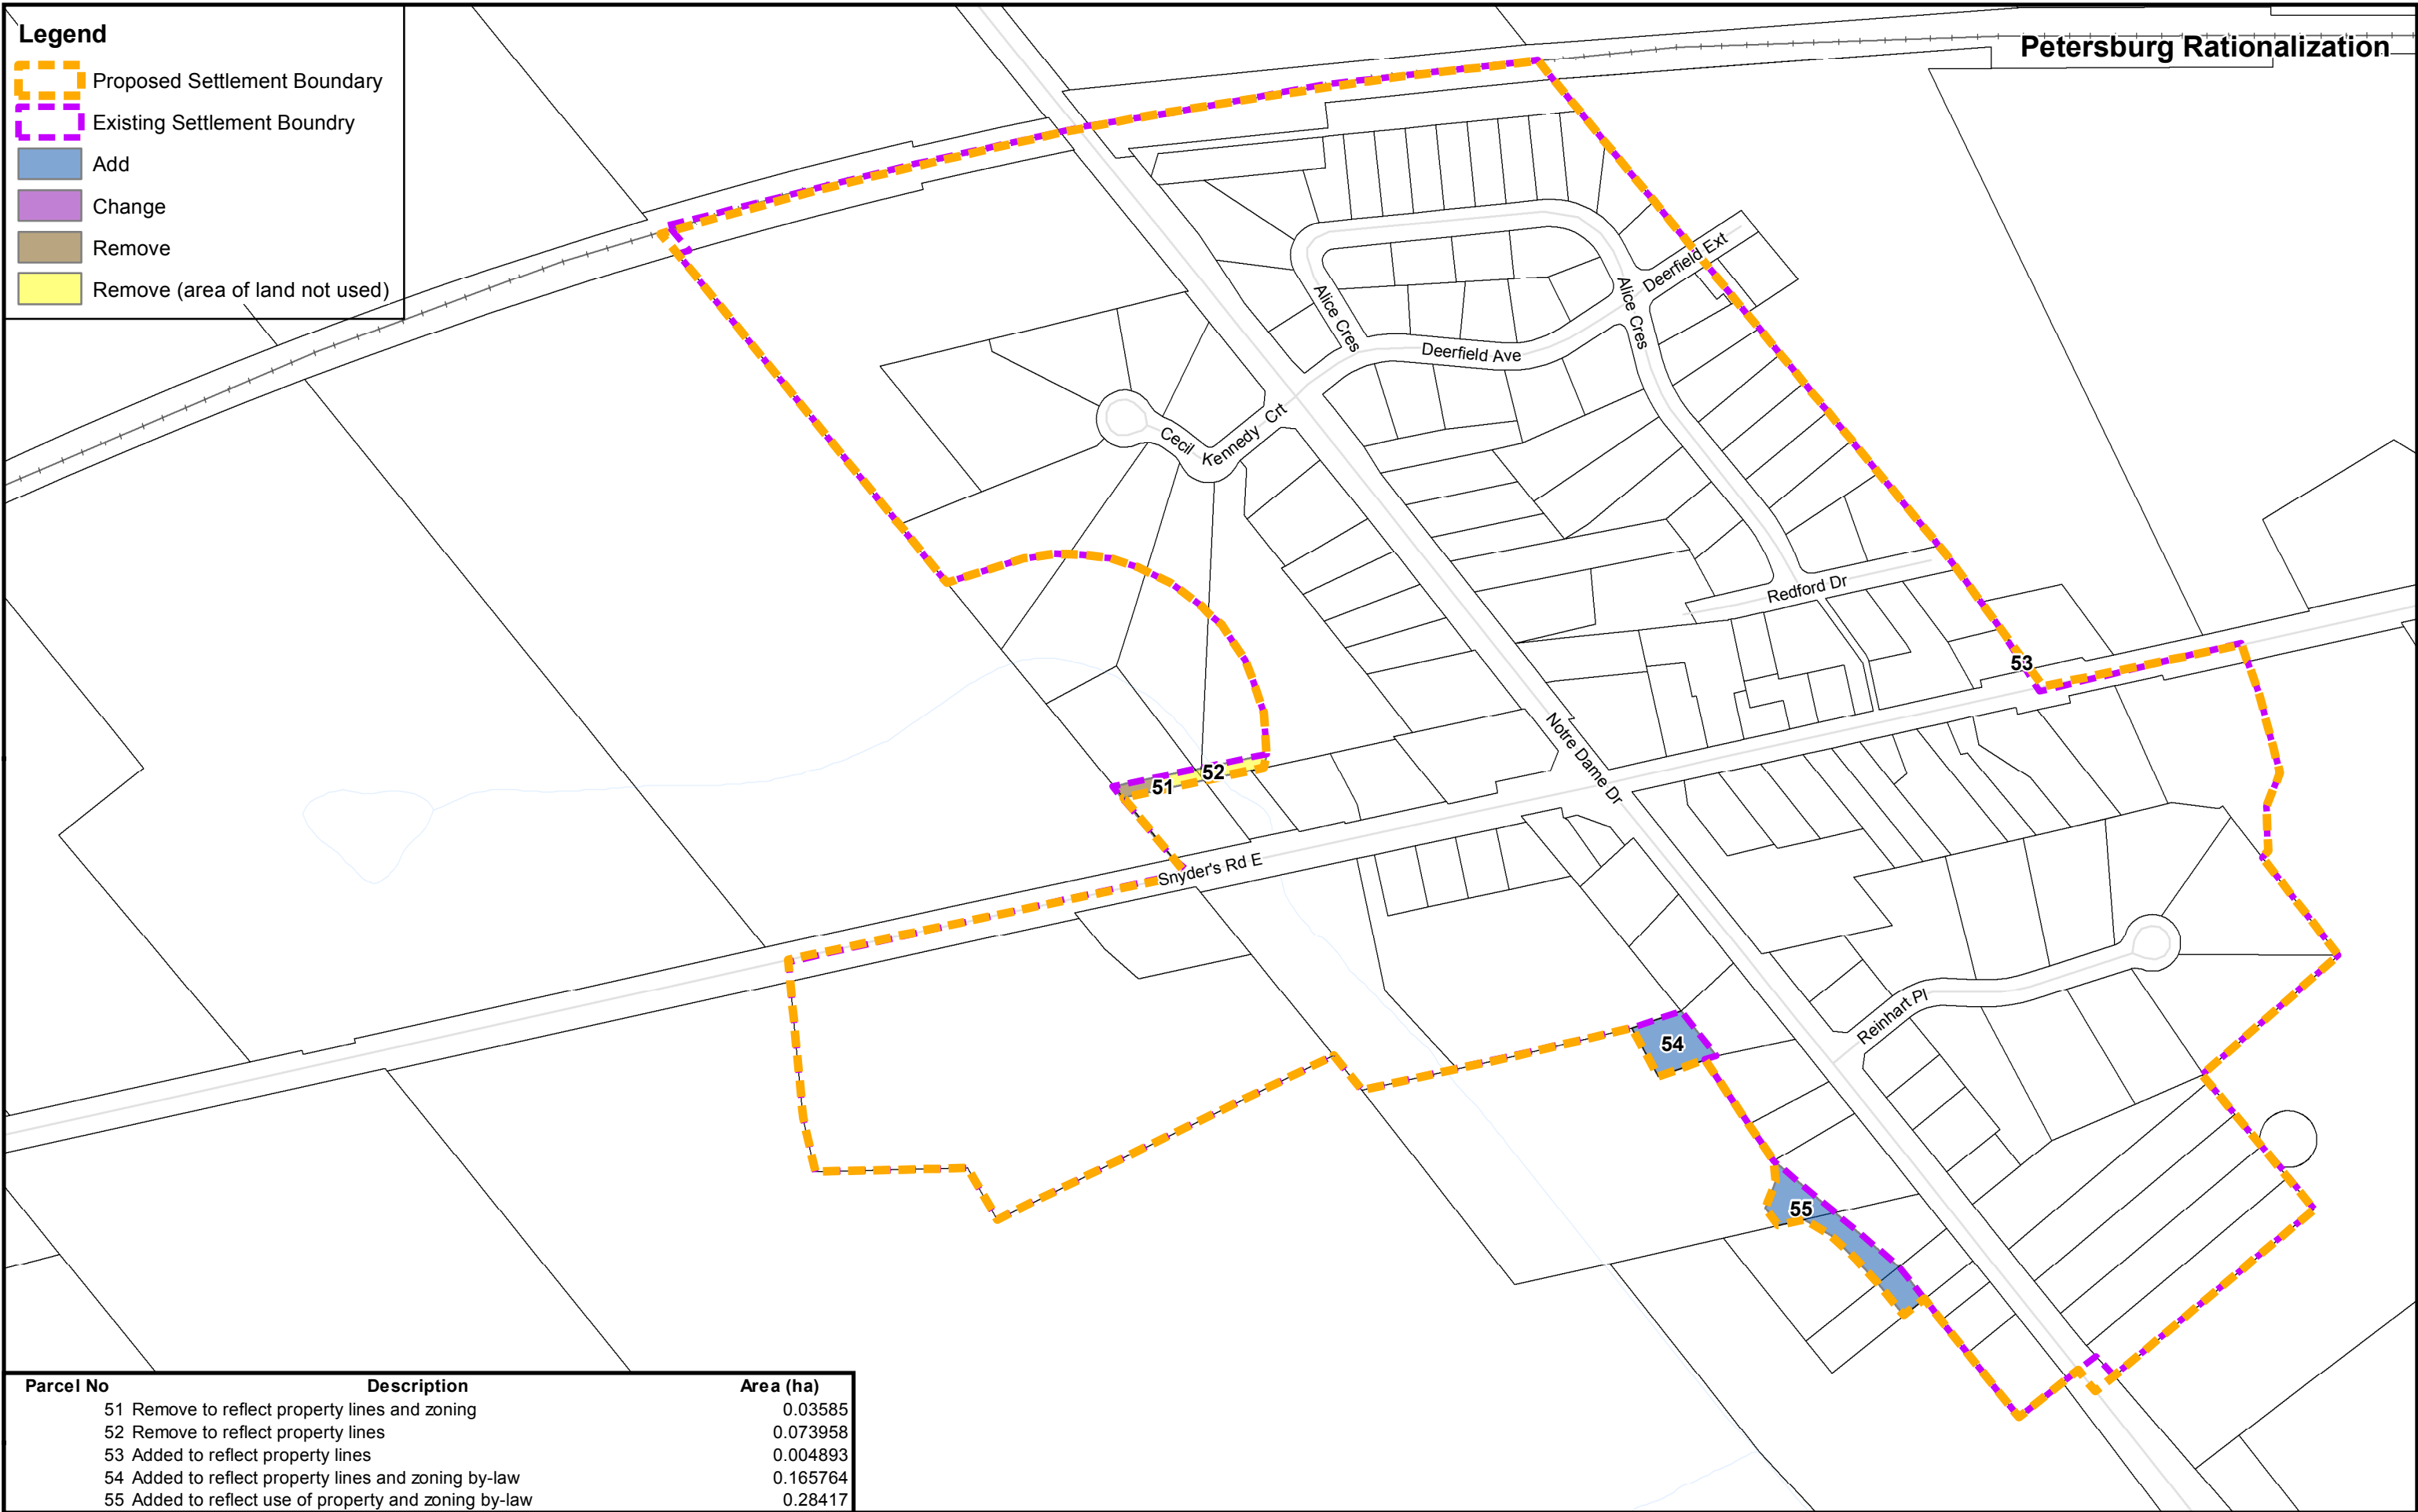 Legend
Proposed Settlement Boundary
Existing Settlement Boundry
Add
Change
Remove
Remove (area of land not used)
Petersburg Rationalization
Deerfield Ext
Alice Cres
Alice Cres
Deerfield Ave
Cecil Kennedy Crt
Redford Dr
53
Notre Dame Dr
52
51
Snyder's Rd E
Reinhart Pl
54
55
Parcel No Description Area (ha)
51 Remove to reflect property lines and zoning 0.03585
52 Remove to reflect property lines 0.073958
53 Added to reflect property lines 0.004893
54 Added to reflect property lines and zoning by-law 0.165764
55 Added to reflect use of property and zoning by-law 0.28417